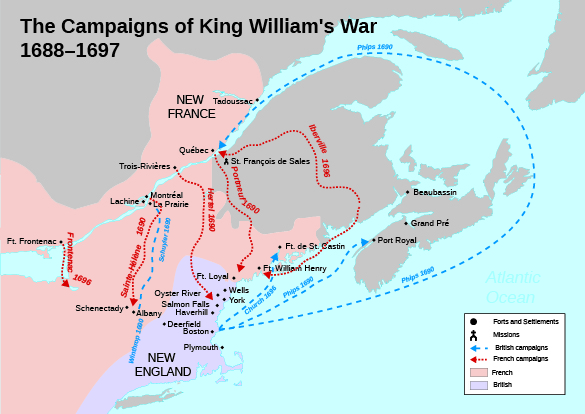 The Campaigns of King William's War
1688–1697
Phips 1690
NEW
FRANCE
Tadoussac
Québec
St. François de Sales
Iberville 1696
Trois-Rivières
Portneuf 1690
Hertel 1690
Montréal
Lachine
La Prairie
Beaubassin
Grand Pré
Port Royal
Ft. Frontenac
Frontenac 1696
Sainte-Hélène 1690
Schuyler 1690
Ft. de St. Castin
Ft. William Henry
Ft. Loyal
Wells
York
Oyster River
Salmon Falls
Haverhill
Church 1696
Phips 1690
Phips 1690
Atlantic
Ocean
Schenectady
Albany
Winthrop 1690
Deerfield
Boston
Plymouth
NEW
ENGLAND
Forts and Settlements
Missions
British campaigns
French campaigns
French
British